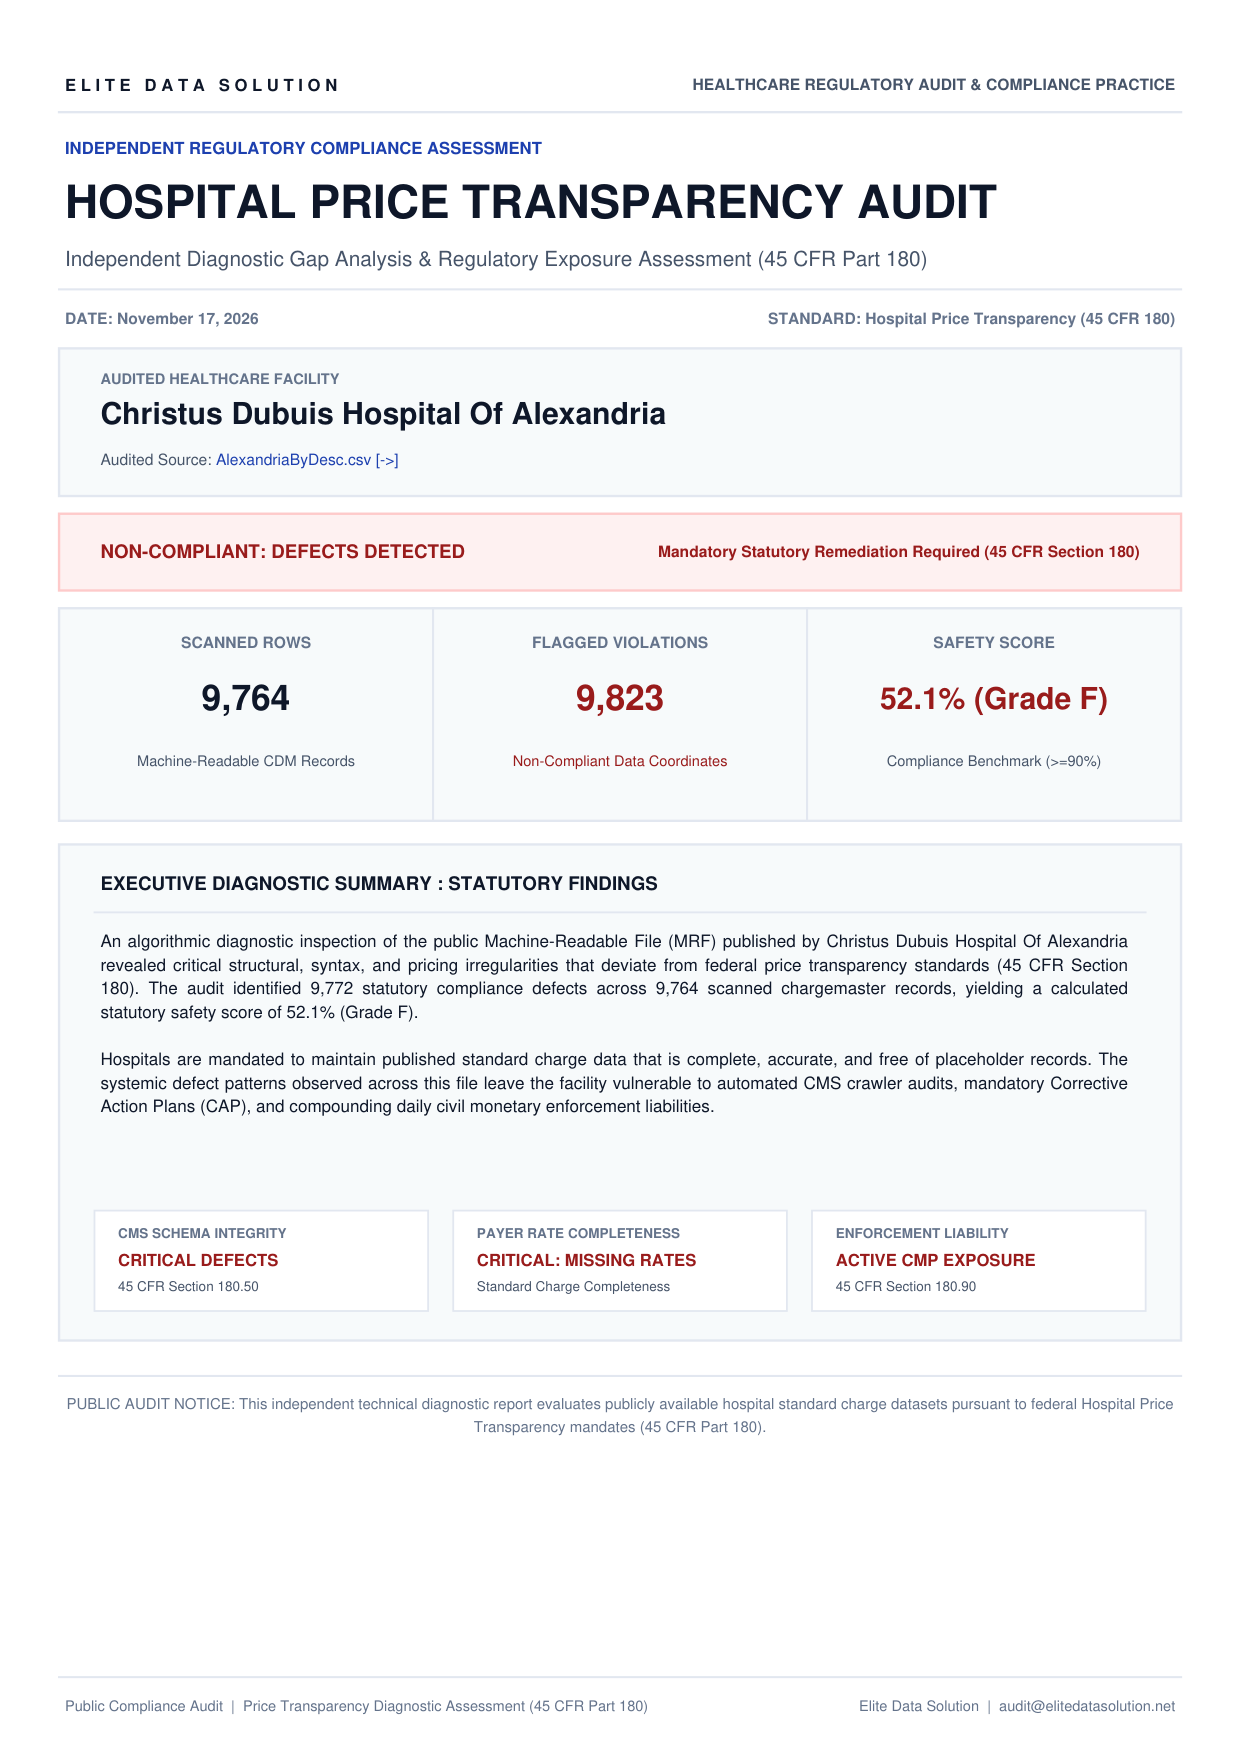 ELITE DATA SOLUTION
HEALTHCARE REGULATORY AUDIT & COMPLIANCE PRACTICE
INDEPENDENT REGULATORY COMPLIANCE ASSESSMENT
HOSPITAL PRICE TRANSPARENCY AUDIT
Independent Diagnostic Gap Analysis & Regulatory Exposure Assessment (45 CFR Part 180)
DATE: November 17, 2026
STANDARD: Hospital Price Transparency (45 CFR 180)
AUDITED HEALTHCARE FACILITY
Christus Dubuis Hospital Of Alexandria
Audited Source: AlexandriaByDesc.csv [->]
NON-COMPLIANT: DEFECTS DETECTED
Mandatory Statutory Remediation Required (45 CFR Section 180)
SCANNED ROWS
9,764
Machine-Readable CDM Records
FLAGGED VIOLATIONS
9,823
Non-Compliant Data Coordinates
SAFETY SCORE
52.1% (Grade F)
Compliance Benchmark (>=90%)
EXECUTIVE DIAGNOSTIC SUMMARY : STATUTORY FINDINGS
An algorithmic diagnostic inspection of the public Machine-Readable File (MRF) published by Christus Dubuis Hospital Of Alexandria
revealed critical structural, syntax, and pricing irregularities that deviate from federal price transparency standards (45 CFR Section
180). The audit identified 9,772 statutory compliance defects across 9,764 scanned chargemaster records, yielding a calculated
statutory safety score of 52.1% (Grade F).
Hospitals are mandated to maintain published standard charge data that is complete, accurate, and free of placeholder records. The
systemic defect patterns observed across this file leave the facility vulnerable to automated CMS crawler audits, mandatory Corrective
Action Plans (CAP), and compounding daily civil monetary enforcement liabilities.
CMS SCHEMA INTEGRITY
CRITICAL DEFECTS
45 CFR Section 180.50
PAYER RATE COMPLETENESS
CRITICAL: MISSING RATES
Standard Charge Completeness
ENFORCEMENT LIABILITY
ACTIVE CMP EXPOSURE
45 CFR Section 180.90
PUBLIC AUDIT NOTICE: This independent technical diagnostic report evaluates publicly available hospital standard charge datasets pursuant to federal Hospital Price
Transparency mandates (45 CFR Part 180).
Public Compliance Audit | Price Transparency Diagnostic Assessment (45 CFR Part 180)
Elite Data Solution | audit@elitedatasolution.net